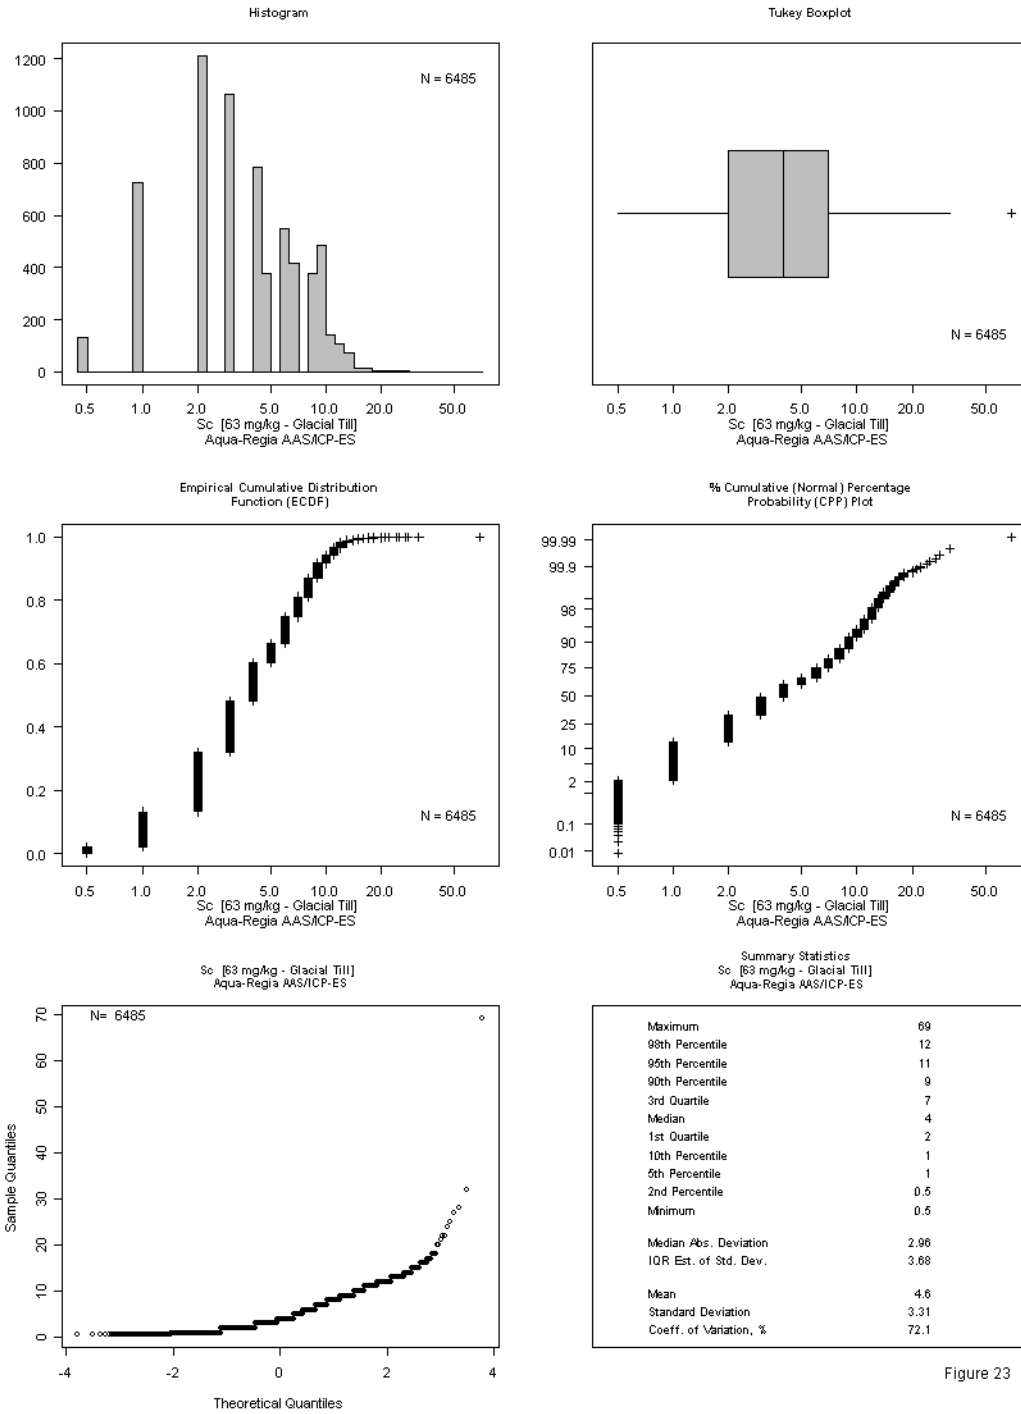 Histogram
1200
1000
800
600
400
200
0
N = 6485
0.5 1.0 2.0 5.0 10.0 20.0 50.0
Sc [63 mg/kg - Glacial Till]
Aqua-Regia AAS/ICP-ES
Tukey Boxplot
N = 6485
0.5 1.0 2.0 5.0 10.0 20.0 50.0
Sc [63 mg/kg - Glacial Till]
Aqua-Regia AAS/ICP-ES
Empirical Cumulative Distribution
Function (ECDF)
1.0
0.8
0.6
0.4
0.2
0.0
N = 6485
0.5 1.0 2.0 5.0 10.0 20.0 50.0
Sc [63 mg/kg - Glacial Till]
Aqua-Regia AAS/ICP-ES
% Cumulative (Normal) Percentage
Probability (CPP) Plot
99.99
99.9
98
90
75
50
25
10
2
0.1
0.01
N = 6485
0.5 1.0 2.0 5.0 10.0 20.0 50.0
Sc [63 mg/kg - Glacial Till]
Aqua-Regia AAS/ICP-ES
Sc [63 mg/kg - Glacial Till]
Aqua-Regia AAS/ICP-ES
N= 6485
Sample Quantiles
70
60
50
40
30
20
10
0
-4 -2 0 2 4
Theoretical Quantiles
Summary Statistics
Sc [63 mg/kg - Glacial Till]
Aqua-Regia AAS/ICP-ES
Maximum 69
98th Percentile 12
95th Percentile 11
90th Percentile 9
3rd Quartile 7
Median 4
1st Quartile 2
10th Percentile 1
5th Percentile 1
2nd Percentile 0.5
Minimum 0.5
Median Abs. Deviation 2.96
IQR Est. of Std. Dev. 3.68
Mean 4.6
Standard Deviation 3.31
Coeff. of Variation, % 72.1
Figure 23